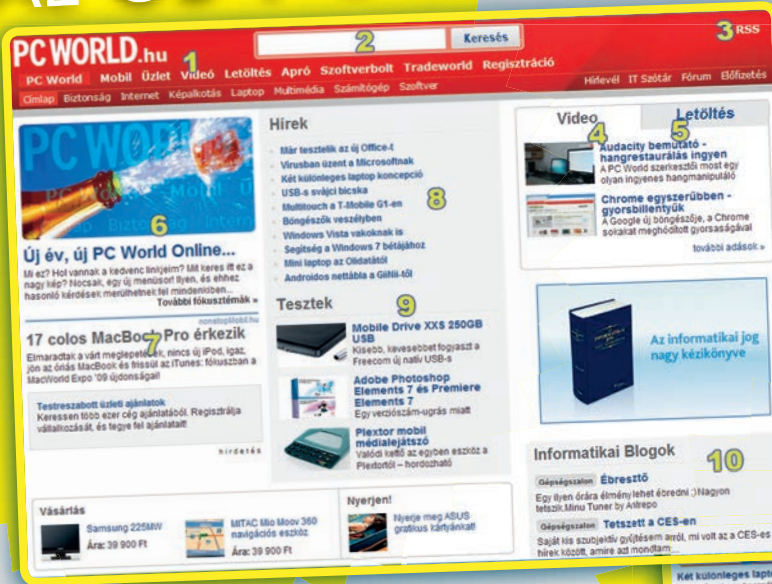 PC WORLD.hu
1
2
Keresés
3 RSS
PC World Mobil Üzlet Videó Letöltés Apró Szoftverbolt Tradeworld Regisztráció
Hírlevél IT Szótár Fórum Előfizetés
Címlap Biztonság Internet Képalkotás Laptop Multimédia Számítógép Szoftver
PC WO
6
Új év, új PC World Online...
Mi ez? Hol vannak a kedvenc linkjeim? Mit keres itt ez a
nagy kép? Nocsak, egy új menüsor! Ilyen, és ehhez
hasonló kérdések merülhetnek fel mindenkiben...
További fókusztémák »
17 colos MacBook Pro érkezik
7
Elmaradtak a várt meglepetések, nincs új iPod, igaz,
jön az óriás MacBook és frissül az iTunes: fókuszban a
MacWorld Expo '09 újdonságai!
Testreszabott üzleti ajánlatok
Keressen több ezer cég ajánlatából. Regisztrálja
vállalkozását, és tegye fel ajánlatait!
hirdetés
Hírek
Már tesztelik az új Office-t
Virusban üzent a Microsoftnak
Két különleges laptop koncepció
USB-s svájci bicska
Multitouch a T-Mobile G1-en
8
Böngészők veszélyben
Windows Vista vakoknak is
Segítség a Windows 7 bétájához
Mini laptop az Olidatától
Androidos nettábla a GiiNii-től
Tesztek
9
Mobile Drive XXS 250GB
USB
Kisebb, kevesebbet fogyaszt a
Freecom új natív USB-s
Adobe Photoshop
Elements 7 és Premiere
Elements 7
Egy verziószám-ugrás miatt
Plextor mobil
médialejátszó
Valódi kettő az egyben eszköz a
Plextortól – hordozható
Video
4
Letöltés
5
Audacity bemutató -
hangrestaurálás ingyen
A PC World szerkesztői most egy
olyan ingyenes hangmanipuláló
Chrome egyszerűbben -
gyorsbillentyűk
A Google új böngészője, a Chrome
sokakat meghódított gyorsaságával
további adások »
Az informatikai jog
nagy kézikönyve
Informatikai Blogok
10
Gépségszalon Ébresztő
Egy ilyen órára élmény lehet ébredni :) Nagyon
tetszik.Minu Tuner by Antrepo
Gépségszalon Tetszett a CES-en
Saját kis szubjektív gyűjtésem arról, mi volt az a CES-es
hírek között, amire azt mondtam:
Vásárlás
Samsung 225MW
Ára: 39 900 Ft
MITAC Mio Moov 360
navigációs eszköz
Ára: 39 900 Ft
Nyerjen!
Nyerje meg ASUS
grafikus kártyánkat!
Két különleges lapt